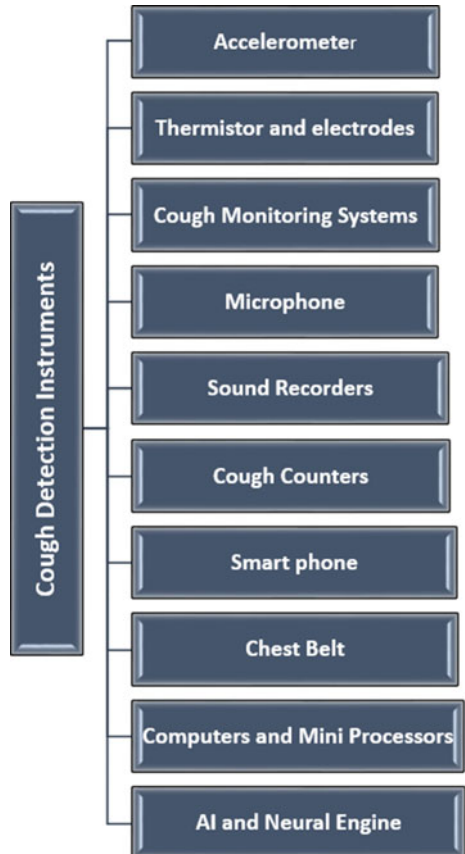 Cough Detection Instruments
Accelerometer
Thermistor and electrodes
Cough Monitoring Systems
Microphone
Sound Recorders
Cough Counters
Smart phone
Chest Belt
Computers and Mini Processors
AI and Neural Engine